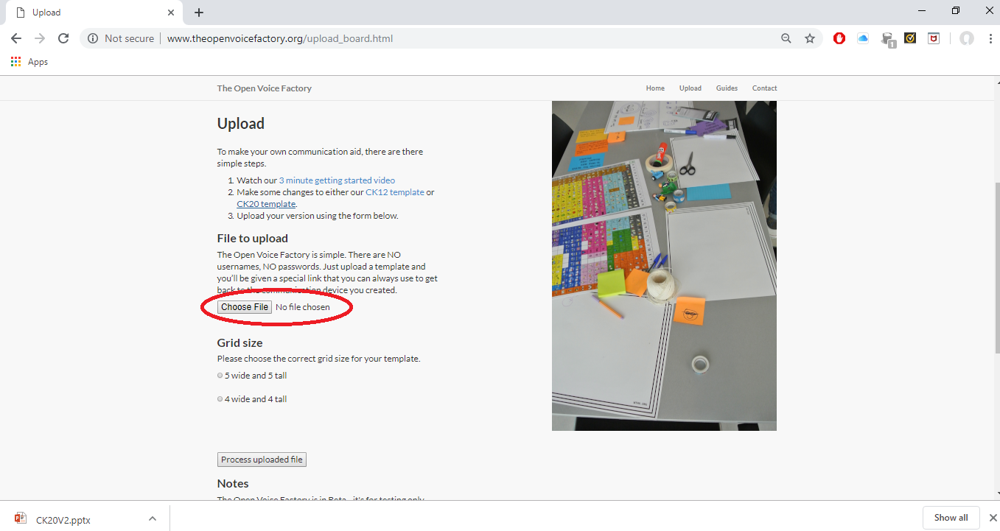 Upload
Not secure
www.theopenvoicefactory.org/upload_board.html
1
Apps
The Open Voice Factory
Home
Upload
Guides
Contact
Upload
To make your own communication aid, there are there
simple steps.
1. Watch our 3 minute getting started video
2. Make some changes to either our CK12 template or
CK20 template.
3. Upload your version using the form below.
File to upload
The Open Voice Factory is simple. There are NO
usernames, NO passwords. Just upload a template and
you'll be given a special link that you can always use to get
back to the communication device you created.
Choose File No file chosen
Grid size
Please choose the correct grid size for your template.
5 wide and 5 tall
4 wide and 4 tall
Process uploaded file
Notes
The Open Voice Factory is in Beta - it's for testing only
CK20V2.pptx
Show all